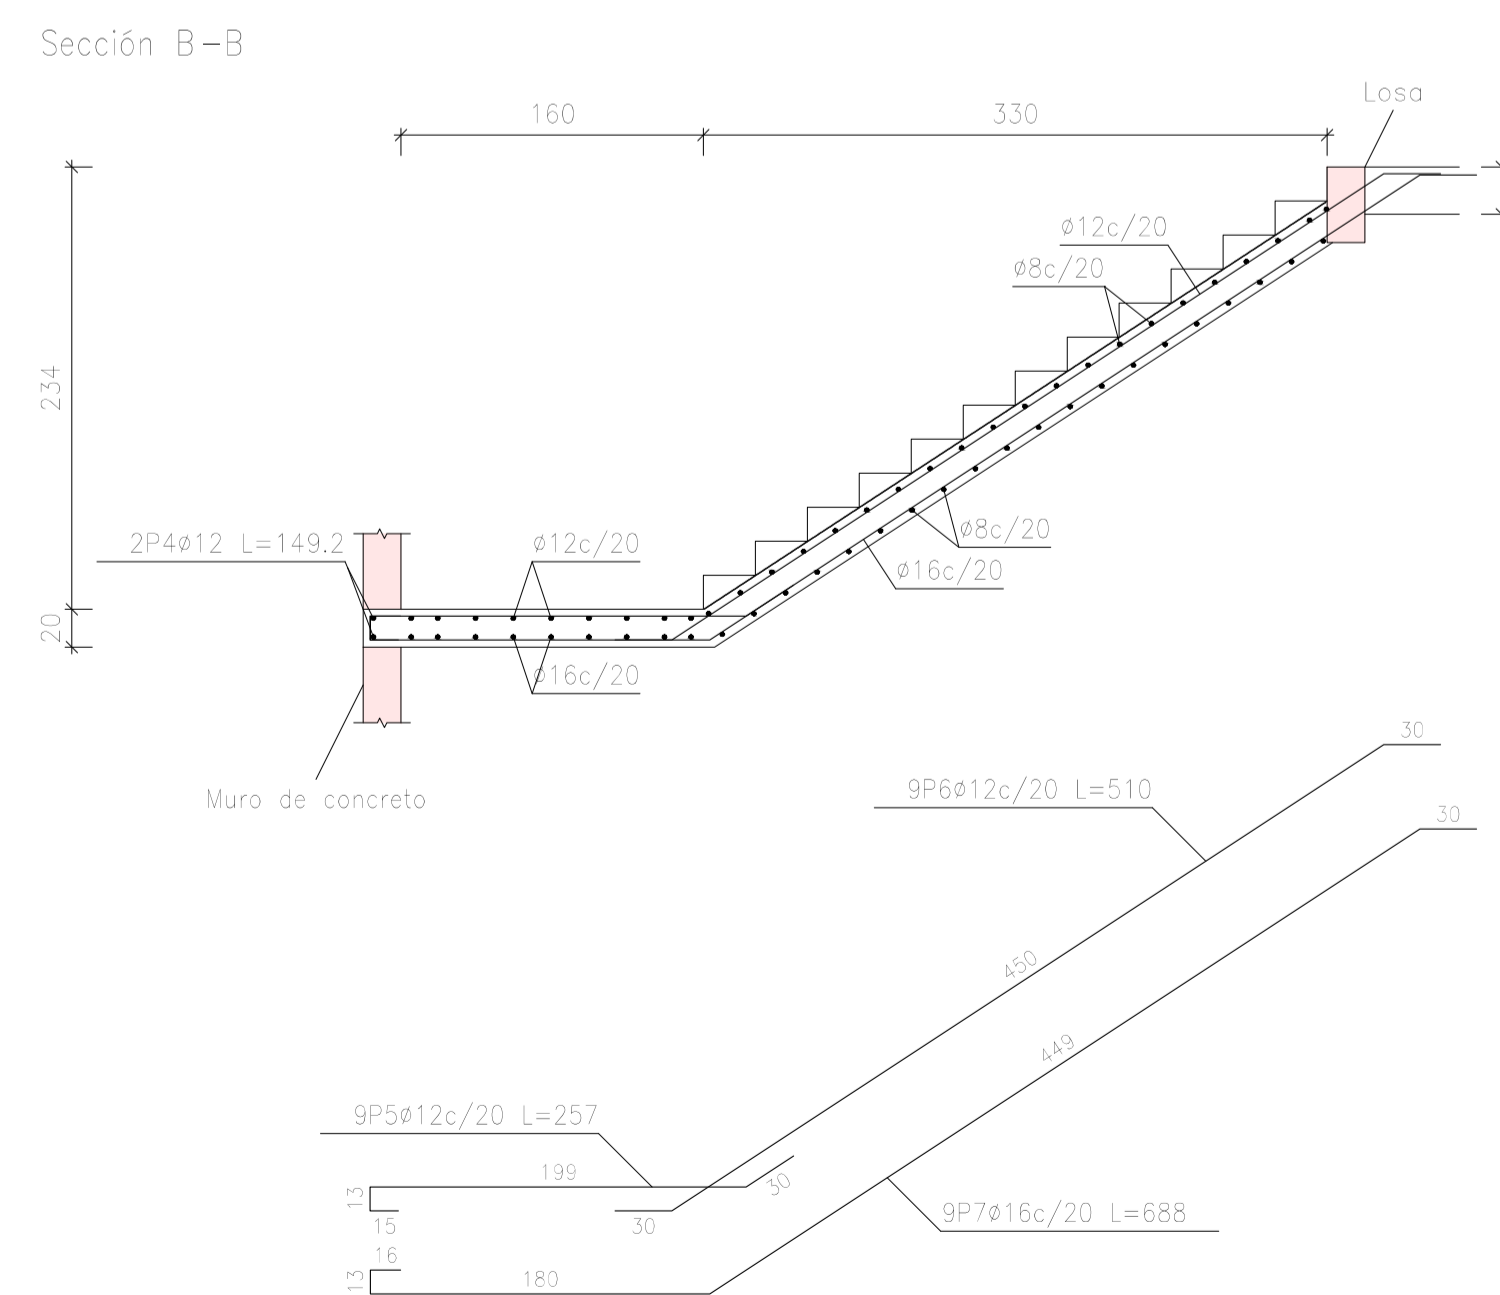 Sección B-B
Losa
160
330
ø12c/20
ø8c/20
234
2P4ø12 L=149.2
ø12c/20
ø8c/20
ø16c/20
20
ø16c/20
Muro de concreto
30
9P6ø12c/20 L=510
30
450
449
9P5ø12c/20 L=257
199
30
13
15
30
9P7ø16c/20 L=688
16
13
180